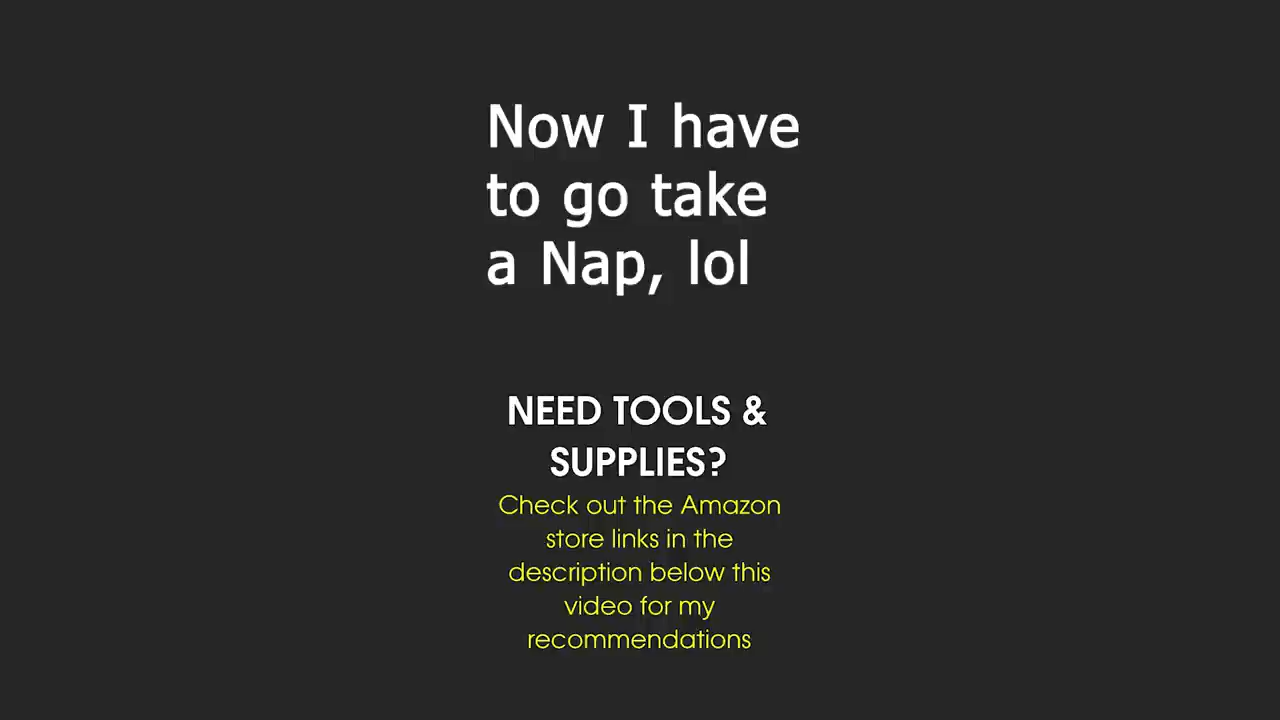 Now I have
to go take
a Nap, lol
NEED TOOLS &
SUPPLIES?
Check out the Amazon
store links in the
description below this
video for my
recommendations